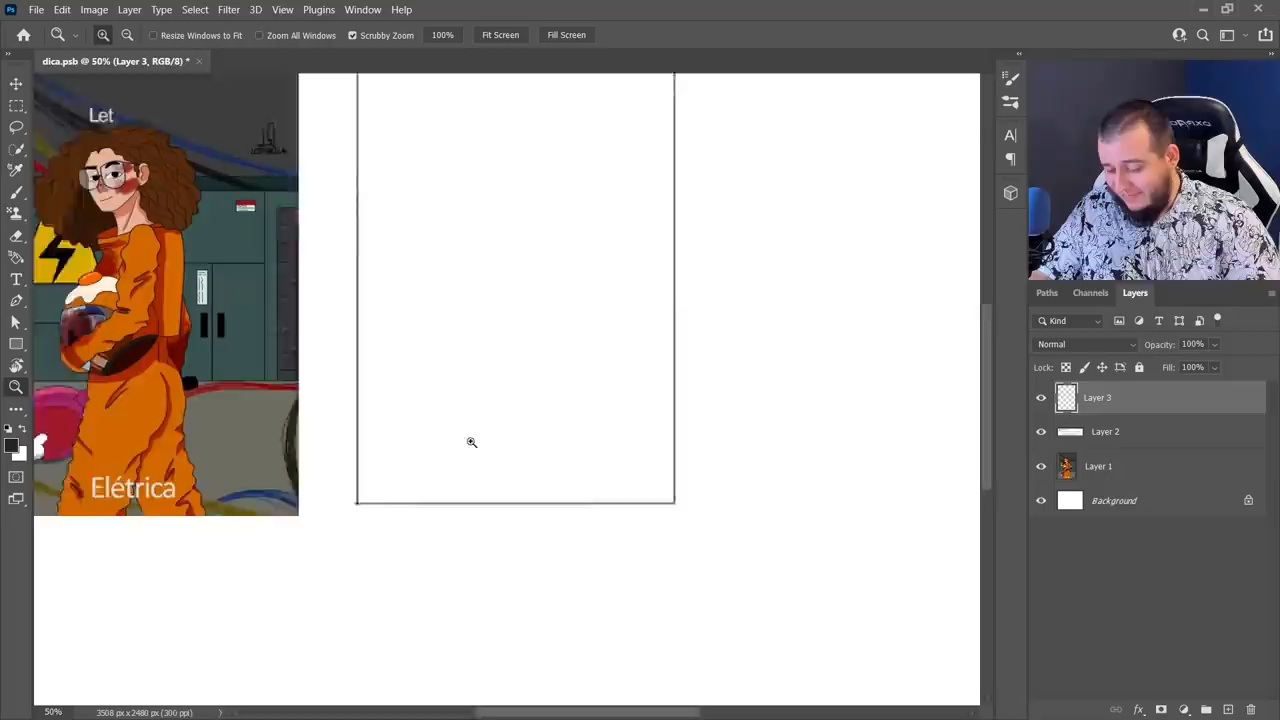 File Edit Image Layer Type Select Filter 3D View Plugins Window Help
Resize Windows to Fit Zoom All Windows Scrubby Zoom 100% Fit Screen Fill Screen
dica.psb @ 50% (Layer 3, RGB/8) *
Let
Elétrica
Paths Channels Layers
Kind
Normal Opacity: 100%
Lock: Fill: 100%
Layer 3
Layer 2
Layer 1
Background
50% 3508 px x 2480 px (300 ppi)